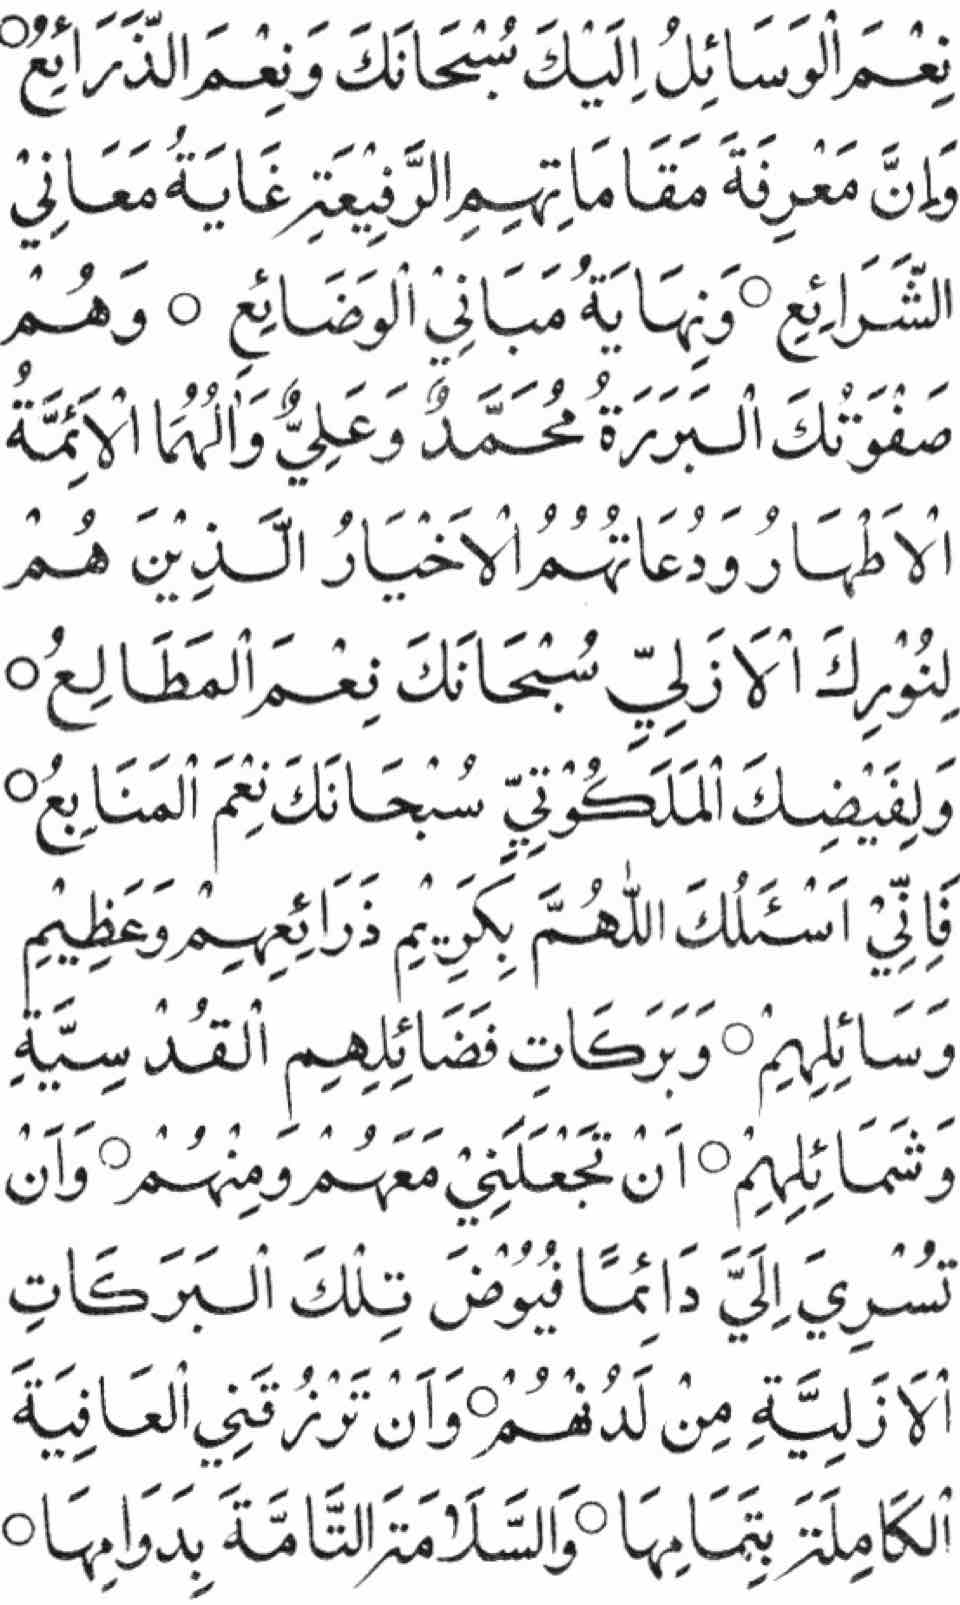 نِعْمَ الْوَسَائِلُ اِلَيْكَ سُبْحَانَكَ وَنِعْمَ الذَّرَائِعُ ○
وَاِنَّ مَعْرِفَةَ مَقَامَاتِهِمِ الرَّفِيْعَةِ غَايَةُ مَعَانِيْ
الشَّرَائِعِ ○ وَنِهَايَةُ مَبَانِيْ الْوَضَائِعِ ○ وَهُمْ
صَفْوَتُكَ الْبَرَرَةُ مُحَمَّدٌ وَعَلِيٌّ وَاٰلُهُمَا الْاَئِمَّةُ
الْاَطْهَارُ وَدُعَاتُهُمُ الْاَخْيَارُ الَّذِيْنَ هُمْ
لِنُوْرِكَ الْاَزَلِيِّ سُبْحَانَكَ نِعْمَ الْمَطَالِعُ ○
وَلِفَيْضِكَ الْمَلَكُوْتِيِّ سُبْحَانَكَ نِعْمَ الْمَنَابِعُ ○
فَاِنِّيْ اَسْئَلُكَ اللّٰهُمَّ بِكَرِيْمِ ذَرَائِعِهِمْ وَعَظِيْمِ
وَسَائِلِهِمْ ○ وَبَرَكَاتِ فَضَائِلِهِمِ الْقُدْسِيَّةِ
وَشَمَائِلِهِمْ ○ اَنْ تَجْعَلَنِيْ مَعَهُمْ وَمِنْهُمْ ○ وَاَنْ
تُسْرِيَ اِلَيَّ دَائِمًا فُيُوْضَ تِلْكَ الْبَرَكَاتِ
الْاَزَلِيَّةِ مِنْ لَدُنْهُمْ ○ وَاَنْ تَرْزُقَنِي الْعَافِيَةَ
الْكَامِلَةَ بِتِمَامِهَا ○ وَالسَّلَامَةَ التَّامَّةَ بِدَوَامِهَا ○